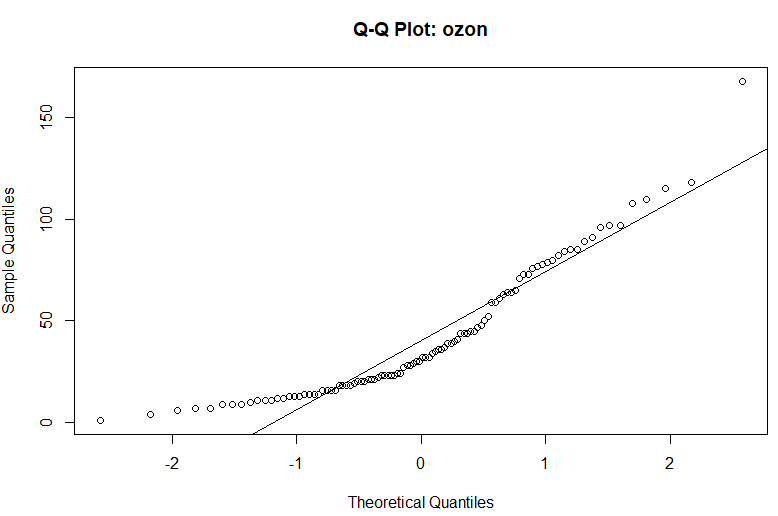 Q-Q Plot: ozon
150
100
50
0
Sample Quantiles
-2 -1 0 1 2
Theoretical Quantiles